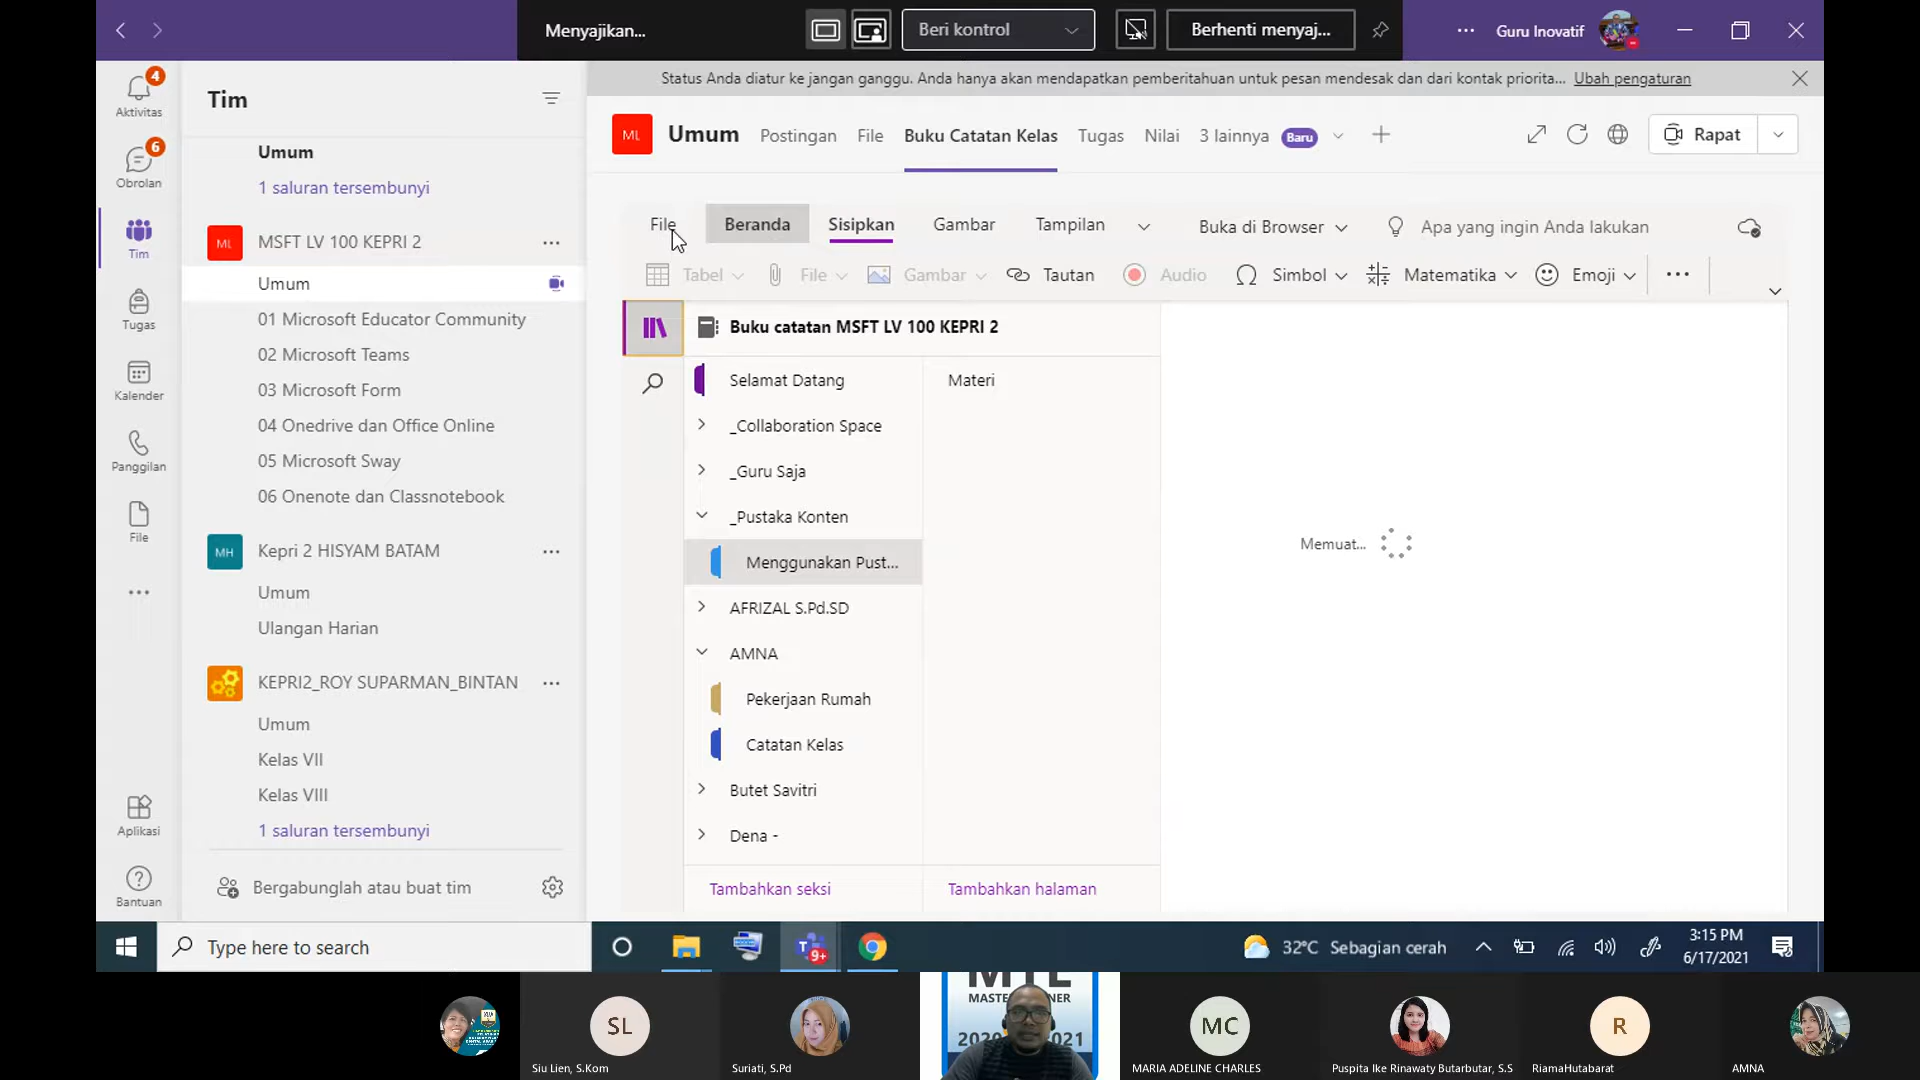 Menyajikan...
Beri kontrol
Berhenti menyaj...
Guru Inovatif
Status Anda diatur ke jangan ganggu. Anda hanya akan mendapatkan pemberitahuan untuk pesan mendesak dan dari kontak priorita... Ubah pengaturan
4
Aktivitas
6
Obrolan
Tim
Tugas
Kalender
Panggilan
File
Aplikasi
Bantuan
Tim
Umum
1 saluran tersembunyi
ML MSFT LV 100 KEPRI 2
Umum
01 Microsoft Educator Community
02 Microsoft Teams
03 Microsoft Form
04 Onedrive dan Office Online
05 Microsoft Sway
06 Onenote dan Classnotebook
MH Kepri 2 HISYAM BATAM
Umum
Ulangan Harian
KEPRI2_ROY SUPARMAN_BINTAN
Umum
Kelas VII
Kelas VIII
1 saluran tersembunyi
Bergabunglah atau buat tim
ML Umum Postingan File Buku Catatan Kelas Tugas Nilai 3 lainnya Baru
Rapat
File Beranda Sisipkan Gambar Tampilan Buka di Browser Apa yang ingin Anda lakukan
Tabel File Gambar Tautan Audio Simbol Matematika Emoji
Buku catatan MSFT LV 100 KEPRI 2
Selamat Datang
_Collaboration Space
_Guru Saja
_Pustaka Konten
Menggunakan Pust...
AFRIZAL S.Pd.SD
AMNA
Pekerjaan Rumah
Catatan Kelas
Butet Savitri
Dena -
Tambahkan seksi
Materi
Tambahkan halaman
Memuat...
Type here to search
T 9+
32°C Sebagian cerah
3:15 PM
6/17/2021
SL
Siu Lien, S.Kom
Suriati, S.Pd
2021
MC
MARIA ADELINE CHARLES
Puspita Ike Rinawaty Butarbutar, S.S
R
RiamaHutabarat
AMNA